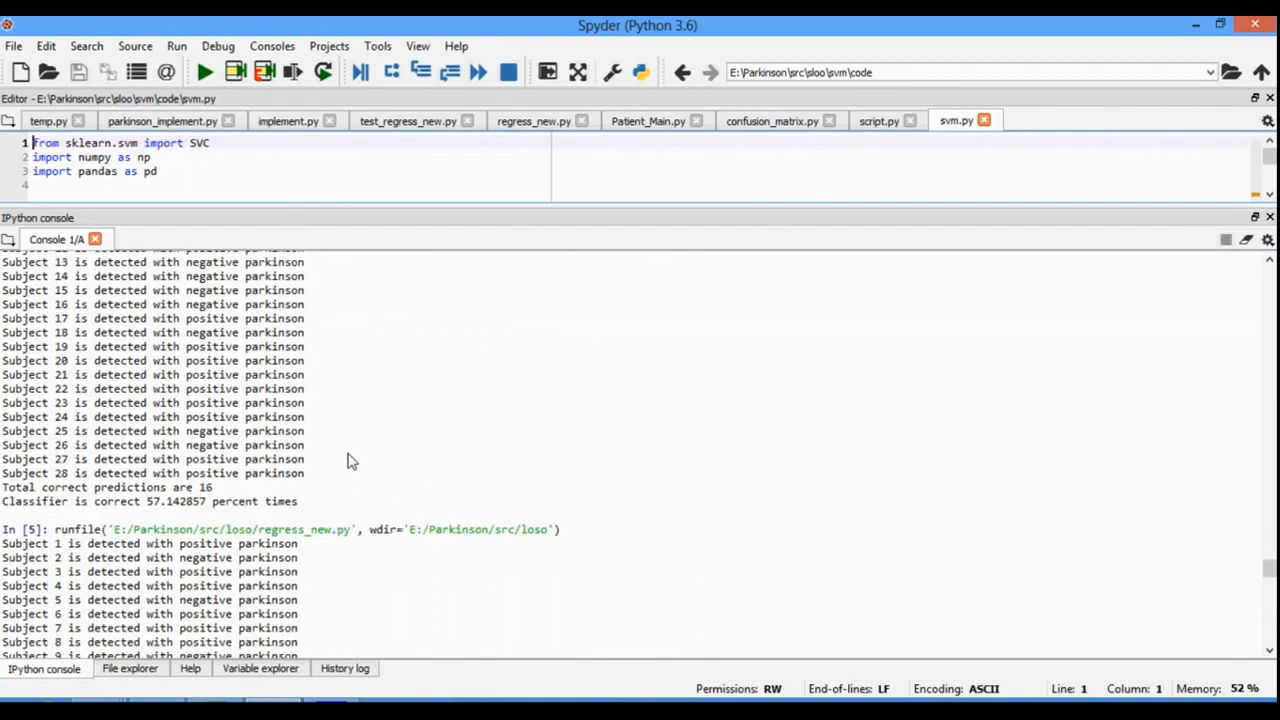 Spyder (Python 3.6)
File Edit Search Source Run Debug Consoles Projects Tools View Help
E:\Parkinson\src\sloo\svm\code
Editor - E:\Parkinson\src\sloo\svm\code\svm.py
temp.py parkinson_implement.py implement.py test_regress_new.py regress_new.py Patient_Main.py confusion_matrix.py script.py svm.py
1 from sklearn.svm import SVC
2 import numpy as np
3 import pandas as pd
4
IPython console
Console 1/A
Subject 13 is detected with negative parkinson
Subject 14 is detected with negative parkinson
Subject 15 is detected with negative parkinson
Subject 16 is detected with negative parkinson
Subject 17 is detected with positive parkinson
Subject 18 is detected with negative parkinson
Subject 19 is detected with positive parkinson
Subject 20 is detected with positive parkinson
Subject 21 is detected with positive parkinson
Subject 22 is detected with positive parkinson
Subject 23 is detected with positive parkinson
Subject 24 is detected with positive parkinson
Subject 25 is detected with negative parkinson
Subject 26 is detected with negative parkinson
Subject 27 is detected with positive parkinson
Subject 28 is detected with positive parkinson
Total correct predictions are 16
Classifier is correct 57.142857 percent times
In [5]: runfile('E:/Parkinson/src/loso/regress_new.py', wdir='E:/Parkinson/src/loso')
Subject 1 is detected with positive parkinson
Subject 2 is detected with negative parkinson
Subject 3 is detected with positive parkinson
Subject 4 is detected with positive parkinson
Subject 5 is detected with negative parkinson
Subject 6 is detected with positive parkinson
Subject 7 is detected with positive parkinson
Subject 8 is detected with positive parkinson
Subject 9 is detected with negative parkinson
IPython console File explorer Help Variable explorer History log
Permissions: RW End-of-lines: LF Encoding: ASCII Line: 1 Column: 1 Memory: 52 %